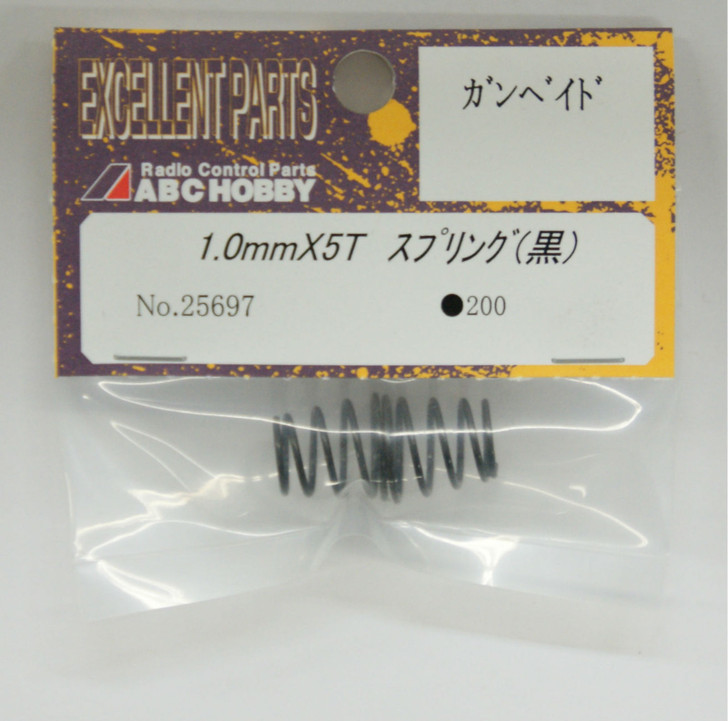 EXCELLENT PARTS
ｶﾞﾝﾍﾞｲﾄﾞ
Radio Control Parts
ABC HOBBY
1.0mmX5T ｽﾌﾟﾘﾝｸﾞ(黒)
No.25697
●200